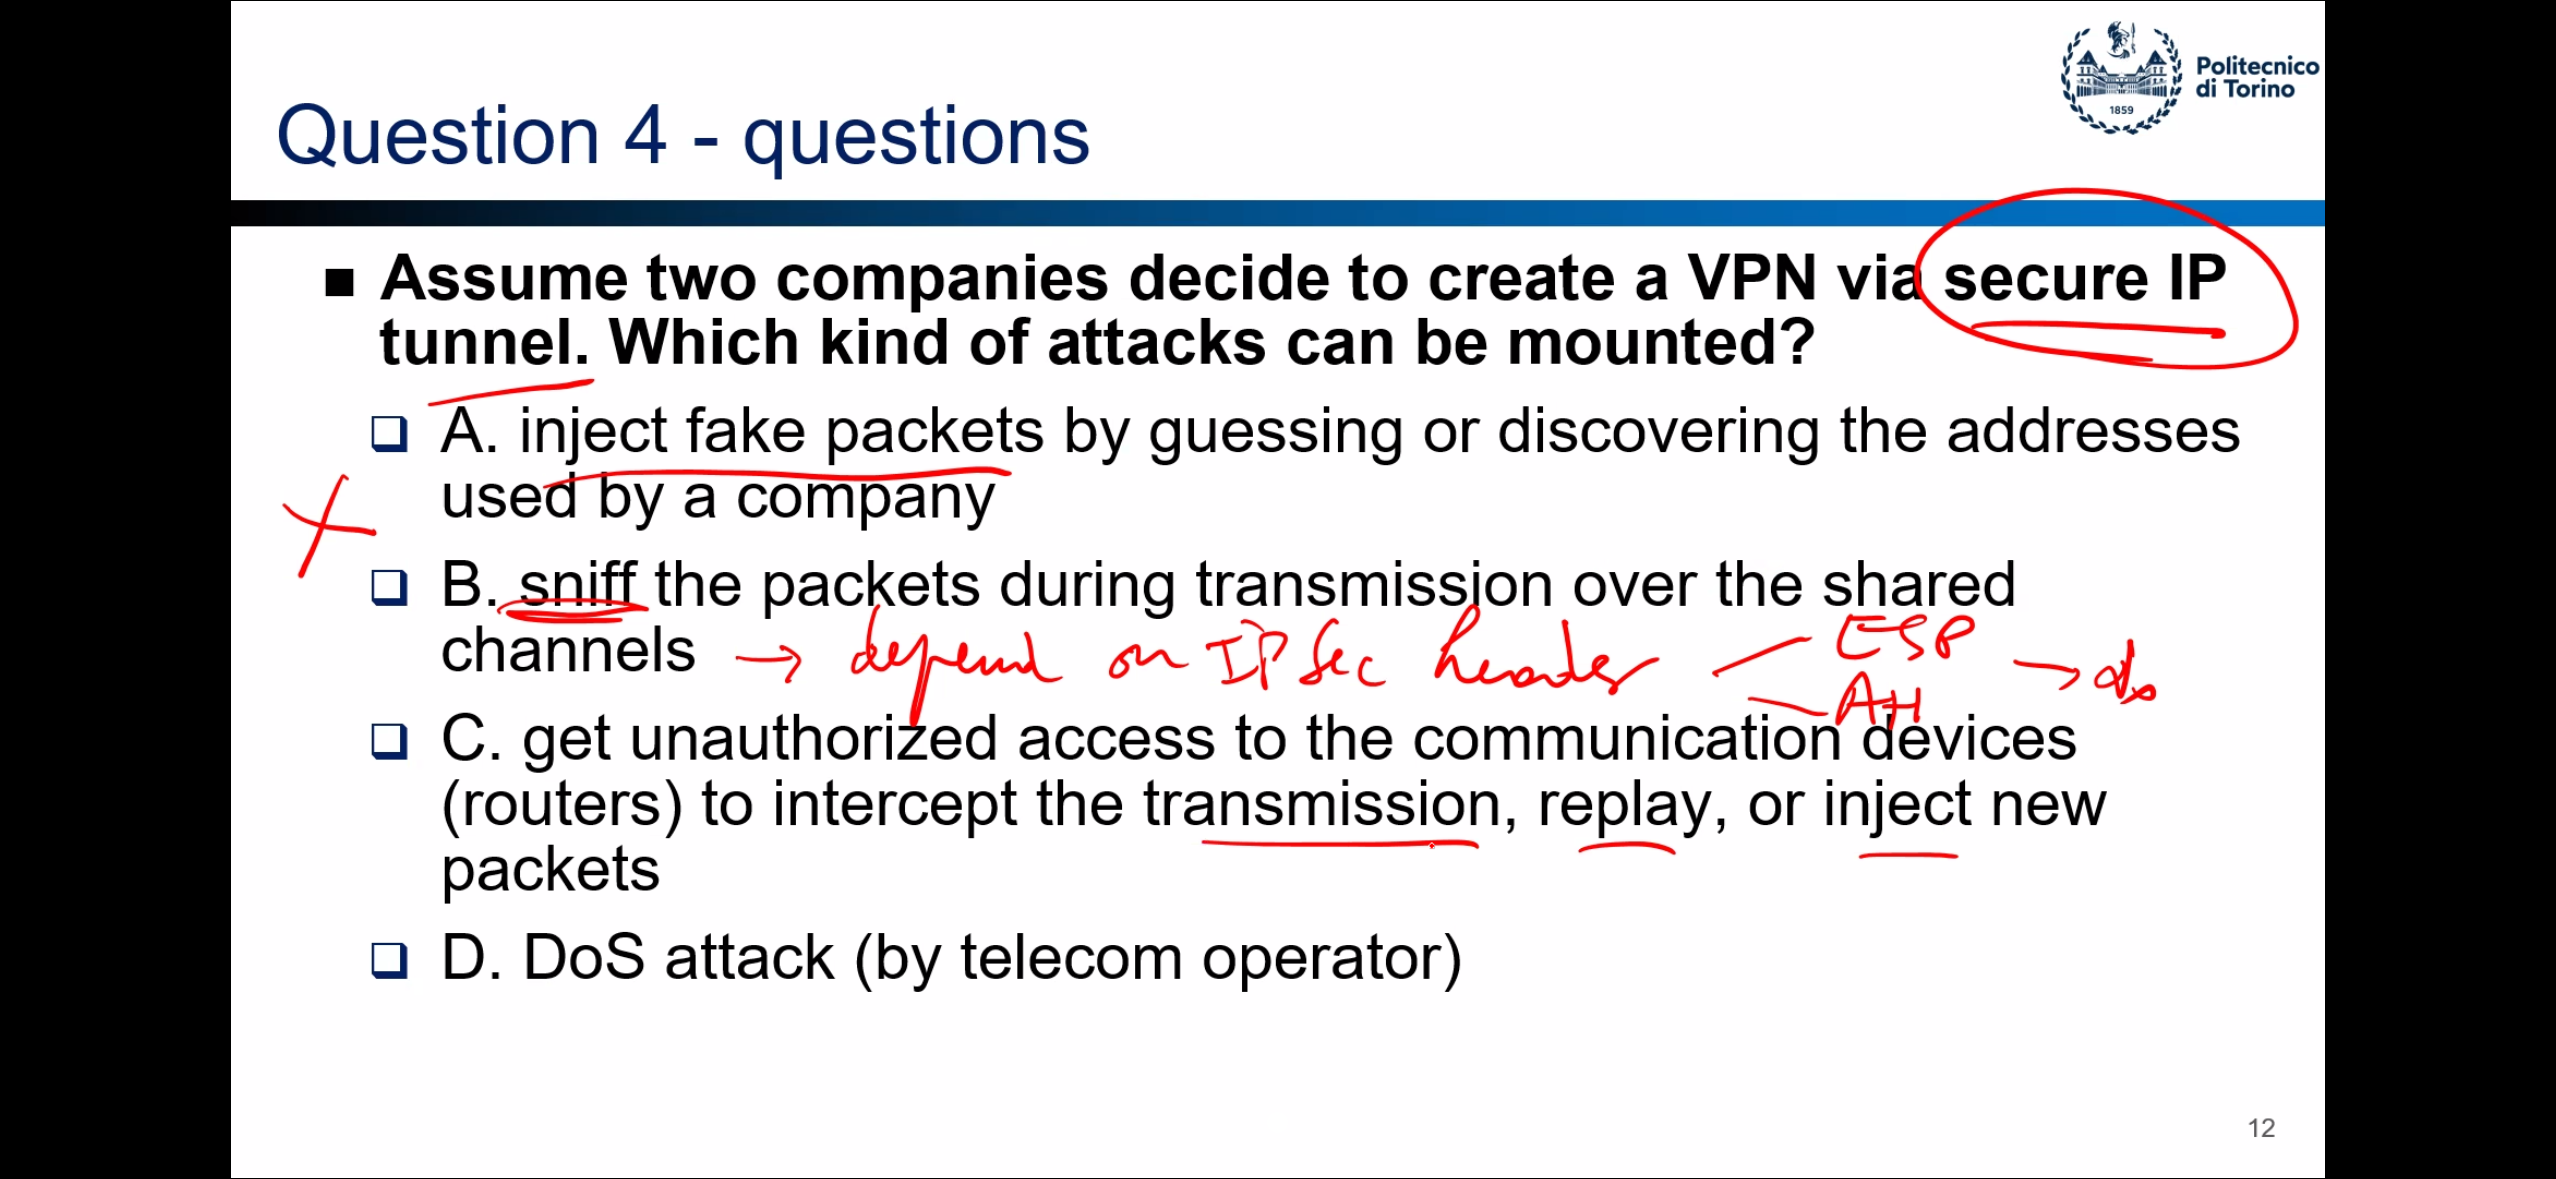 Politecnico
di Torino
1859
Question 4 - questions
Assume two companies decide to create a VPN via secure IP
tunnel. Which kind of attacks can be mounted?
A. inject fake packets by guessing or discovering the addresses
used by a company
B. sniff the packets during transmission over the shared
channels → depend on IPSec header ESP
AH
C. get unauthorized access to the communication devices
(routers) to intercept the transmission, replay, or inject new
packets
D. DoS attack (by telecom operator)
12